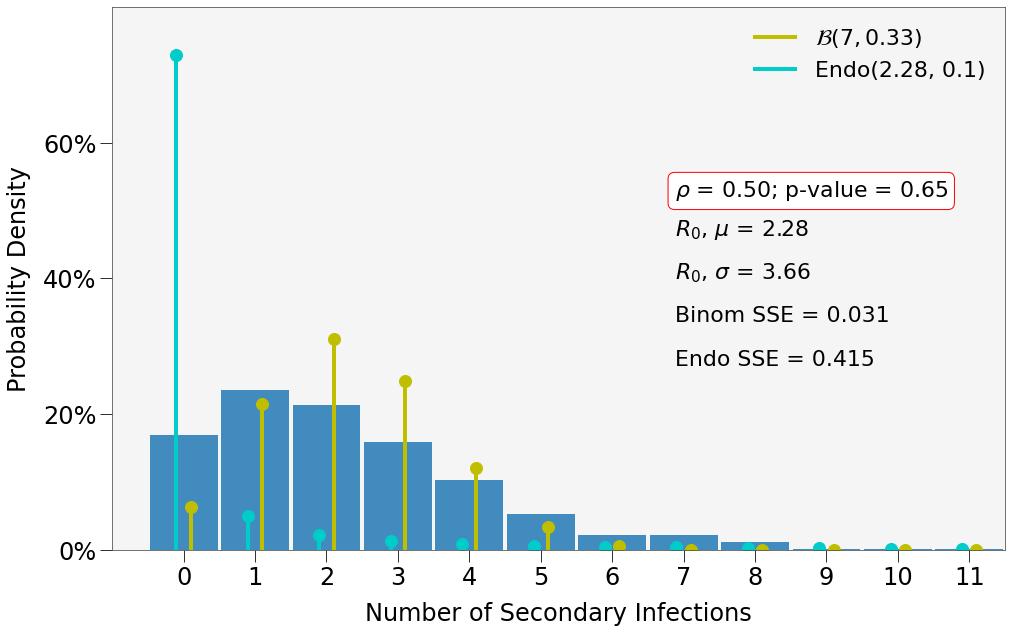 ℬ(7, 0.33)
Endo(2.28, 0.1)
ρ = 0.50; p-value = 0.65
R₀, μ = 2.28
R₀, σ = 3.66
Binom SSE = 0.031
Endo SSE = 0.415
Probability Density
60%
40%
20%
0%
0 1 2 3 4 5 6 7 8 9 10 11
Number of Secondary Infections